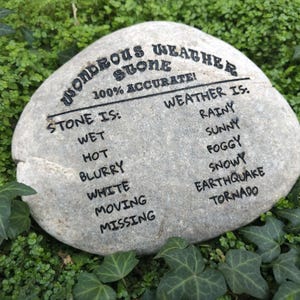 WONDROUS WEATHER
STONE
100% ACCURATE!
STONE IS: WEATHER IS:
WET RAINY
HOT SUNNY
BLURRY FOGGY
WHITE SNOWY
MOVING EARTHQUAKE
MISSING TORNADO